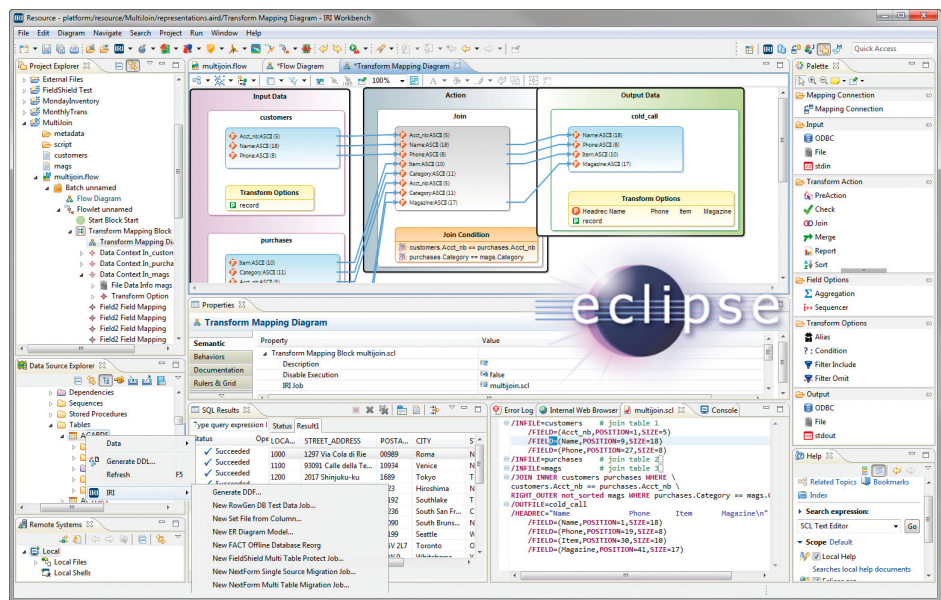 Resource - platform:/resource/MultiJoin/representations.aird/Transform Mapping Diagram - IRI Workbench
File Edit Diagram Navigate Search Project Run Window Help
Quick Access
Project Explorer
External Files
FieldShield Test
MondayInventory
MonthlyTrans
MultiJoin
metadata
script
customers
mags
multijoin.flow
Batch unnamed
Flow Diagram
Flowlet unnamed
Start Block Start
Transform Mapping Block
Transform Mapping Di
Data Context In_custon
Data Context In_purcha
Data Context In_mags
File Data Info mags
Transform Option
Field2 Field Mapping
Field2 Field Mapping
Field2 Field Mapping
Field2 Field Mapping
multijoin.flow
*Flow Diagram
*Transform Mapping Diagram
100%
Input Data
customers
Acct_nb:ASCII (5)
Name:ASCII (18)
Phone:ASCII (8)
Transform Options
record
purchases
Item:ASCII (10)
Category:ASCII (11)
Acct_nb:ASCII (5)
Action
Join
Acct_nb:ASCII (5)
Name:ASCII (18)
Phone:ASCII (8)
Item:ASCII (10)
Category:ASCII (11)
Acct_nb:ASCII (5)
Category:ASCII (11)
Magazine:ASCII (17)
Join Condition
customers.Acct_nb == purchases.Acct_nb
purchases.Category == mags.Category
Output Data
cold_call
Name:ASCII (18)
Phone:ASCII (8)
Item:ASCII (10)
Magazine:ASCII (17)
Transform Options
Headrec Name Phone Item Magazine
record
eclipse
Palette
Mapping Connection
Mapping Connection
Input
ODBC
File
stdin
Transform Action
PreAction
Check
Join
Merge
Report
Sort
Field Options
Aggregation
Sequencer
Transform Options
Alias
? : Condition
Filter Include
Filter Omit
Output
ODBC
File
stdout
Properties
Transform Mapping Diagram
Semantic
Behaviors
Documentation
Rulers & Grid
Property Value
Transform Mapping Block multijoin.scl
Description
Disable Execution false
IRI Job multijoin.scl
Data Source Explorer
Dependencies
Sequences
Stored Procedures
Tables
ACARDS
Data
Generate DDL...
Refresh F5
IRI
Generate DDF...
New RowGen DB Test Data Job...
New Set File from Column...
New ER Diagram Model...
New FACT Offline Database Reorg
New FieldShield Multi Table Protect Job...
New NextForm Single Source Migration Job...
New NextForm Multi Table Migration Job...
Remote Systems
Local
Local Files
Local Shells
SQL Results
Type query expression
Status Result1
Status Ope
LOCA... STREET_ADDRESS POSTA... CITY
Succeeded 1000 1297 Via Cola di Rie 00989 Roma
Succeeded 1100 93091 Calle della Te... 10934 Venice
Succeeded 1200 2017 Shinjuku-ku 1689 Tokyo
Succeeded
Hiroshima
Southlake
South San Fr...
South Bruns...
Seattle
Toronto
Error Log
Internal Web Browser
multijoin.scl
Console
/INFILE=customers # join table 1
/FIELD=(Acct_nb,POSITION=1,SIZE=5)
/FIELD=(Name,POSITION=9,SIZE=18)
/FIELD=(Phone,POSITION=27,SIZE=8)
/INFILE=purchases # join table 2
/INFILE=mags # join table 3
/JOIN INNER customers purchases WHERE \
customers.Acct_nb == purchases.Acct_nb \
RIGHT_OUTER not_sorted mags WHERE purchases.Category == mags.(
/OUTFILE=cold_call
/HEADREC="Name Phone Item Magazine\n"
/FIELD=(Name,POSITION=1,SIZE=18)
/FIELD=(Phone,POSITION=19,SIZE=8)
/FIELD=(Item,POSITION=30,SIZE=10)
/FIELD=(Magazine,POSITION=41,SIZE=17)
Help
Related Topics Bookmarks
Index
Search expression:
SCL Text Editor Go
Scope Default
Local Help
Searches local help documents